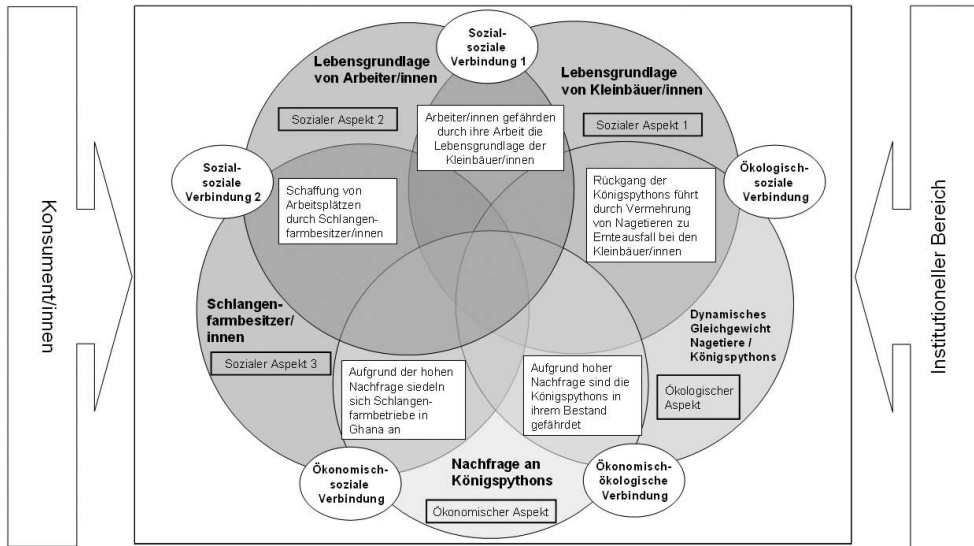 Konsument/innen
Sozial-
soziale
Verbindung 1
Lebensgrundlage
von Arbeiter/innen
Sozialer Aspekt 2
Lebensgrundlage
von Kleinbäuer/innen
Sozialer Aspekt 1
Arbeiter/innen gefährden
durch ihre Arbeit die
Lebensgrundlage der
Kleinbäuer/innen
Sozial-
soziale
Verbindung 2
Schaffung von
Arbeitsplätzen
durch Schlangen-
farmbesitzer/innen
Rückgang der
Königspythons führt
durch Vermehrung
von Nagetieren zu
Ernteausfall bei den
Kleinbäuer/innen
Ökologisch-
soziale
Verbindung
Schlangen-
farmbesitzer/
innen
Sozialer Aspekt 3
Dynamisches
Gleichgewicht
Nagetiere /
Königspythons
Ökologischer
Aspekt
Aufgrund der hohen
Nachfrage siedeln
sich Schlangen-
farmbetriebe in
Ghana an
Aufgrund hoher
Nachfrage sind die
Königspythons in
ihrem Bestand
gefährdet
Ökonomisch-
soziale
Verbindung
Nachfrage an
Königspythons
Ökonomischer Aspekt
Ökonomisch-
ökologische
Verbindung
Institutioneller Bereich